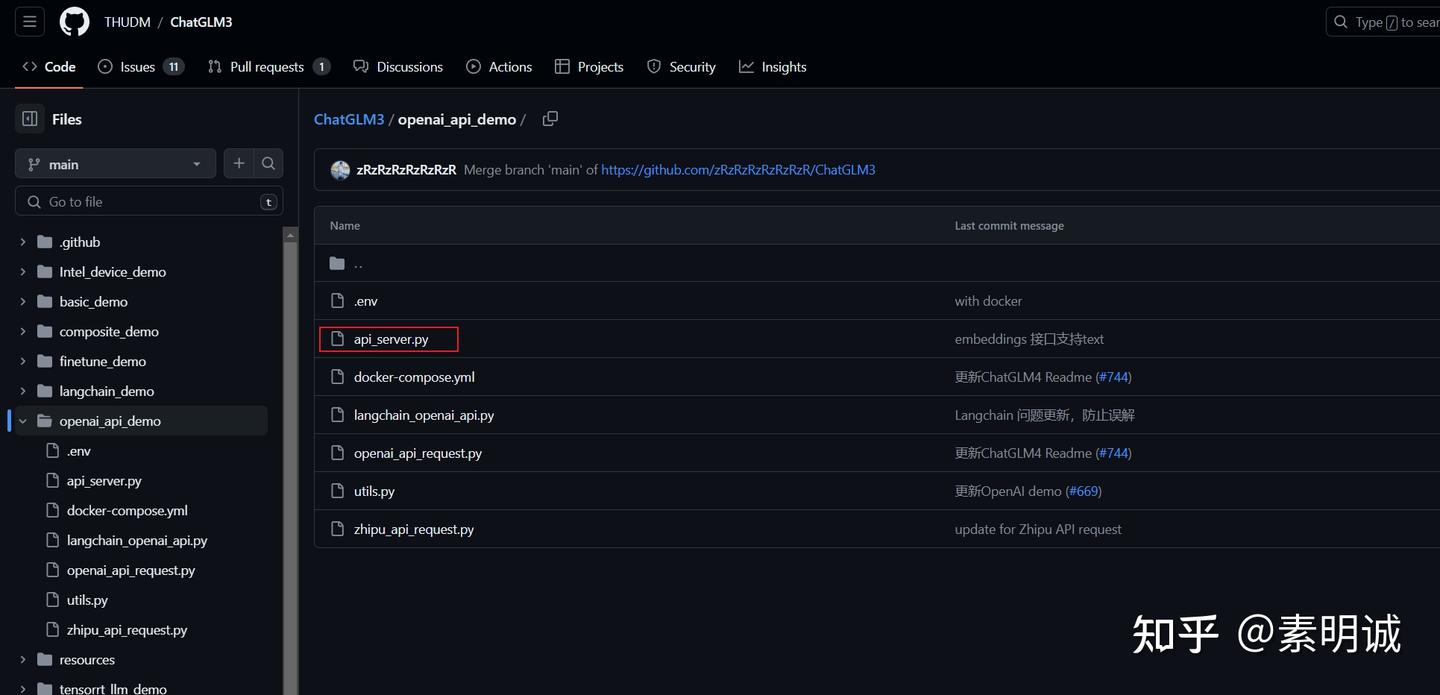 THUDM / ChatGLM3
Type / to sear
Code
Issues 11
Pull requests 1
Discussions
Actions
Projects
Security
Insights
Files
main
Go to file
t
.github
Intel_device_demo
basic_demo
composite_demo
finetune_demo
langchain_demo
openai_api_demo
.env
api_server.py
docker-compose.yml
langchain_openai_api.py
openai_api_request.py
utils.py
zhipu_api_request.py
resources
tensorrt_llm_demo
ChatGLM3 / openai_api_demo /
zRzRzRzRzRzRzR Merge branch 'main' of https://github.com/zRzRzRzRzRzRzR/ChatGLM3
Name Last commit message
..
.env with docker
api_server.py embeddings 接口支持text
docker-compose.yml 更新ChatGLM4 Readme (#744)
langchain_openai_api.py Langchain 问题更新，防止误解
openai_api_request.py 更新ChatGLM4 Readme (#744)
utils.py 更新OpenAI demo (#669)
zhipu_api_request.py update for Zhipu API request
知乎 @素明诚